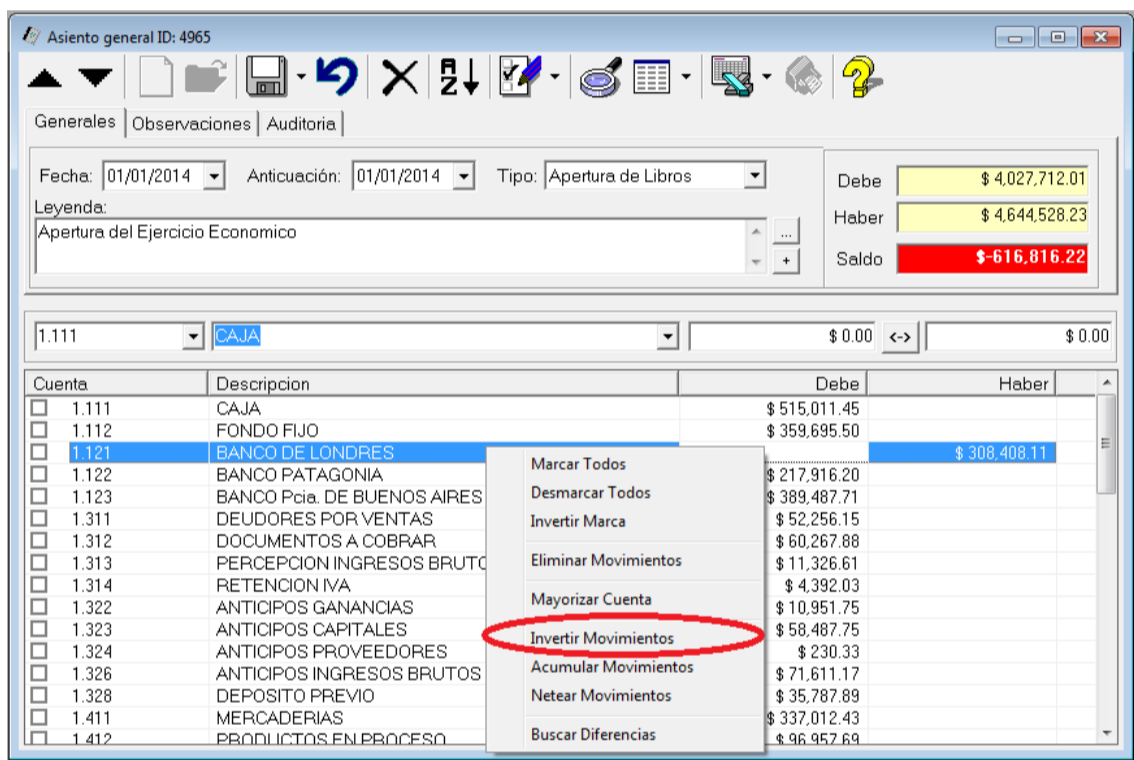 Asiento general ID: 4965
Generales Observaciones Auditoria
Fecha: 01/01/2014 Anticuación: 01/01/2014 Tipo: Apertura de Libros
Debe $ 4,027,712.01
Leyenda:
Haber $ 4,644,528.23
Apertura del Ejercicio Economico
...
Saldo $-616,816.22
+
1.111 CAJA $ 0.00 <-> $ 0.00
Cuenta Descripcion Debe Haber
1.111 CAJA $ 515,011.45
1.112 FONDO FIJO $ 359,695.50
1.121 BANCO DE LONDRES $ 308,408.11
1.122 BANCO PATAGONIA $ 217,916.20
1.123 BANCO Pcia. DE BUENOS AIRES $ 389,487.71
1.311 DEUDORES POR VENTAS $ 52,256.15
1.312 DOCUMENTOS A COBRAR $ 60,267.88
1.313 PERCEPCION INGRESOS BRUTO $ 11,326.61
1.314 RETENCION IVA $ 4,392.03
1.322 ANTICIPOS GANANCIAS $ 10,951.75
1.323 ANTICIPOS CAPITALES $ 58,487.75
1.324 ANTICIPOS PROVEEDORES $ 230.33
1.326 ANTICIPOS INGRESOS BRUTOS $ 71,611.17
1.328 DEPOSITO PREVIO $ 35,787.89
1.411 MERCADERIAS $ 337,012.43
1.412 PRODUCTOS EN PROCESO $ 96,957.69
Marcar Todos
Desmarcar Todos
Invertir Marca
Eliminar Movimientos
Mayorizar Cuenta
Invertir Movimientos
Acumular Movimientos
Netear Movimientos
Buscar Diferencias